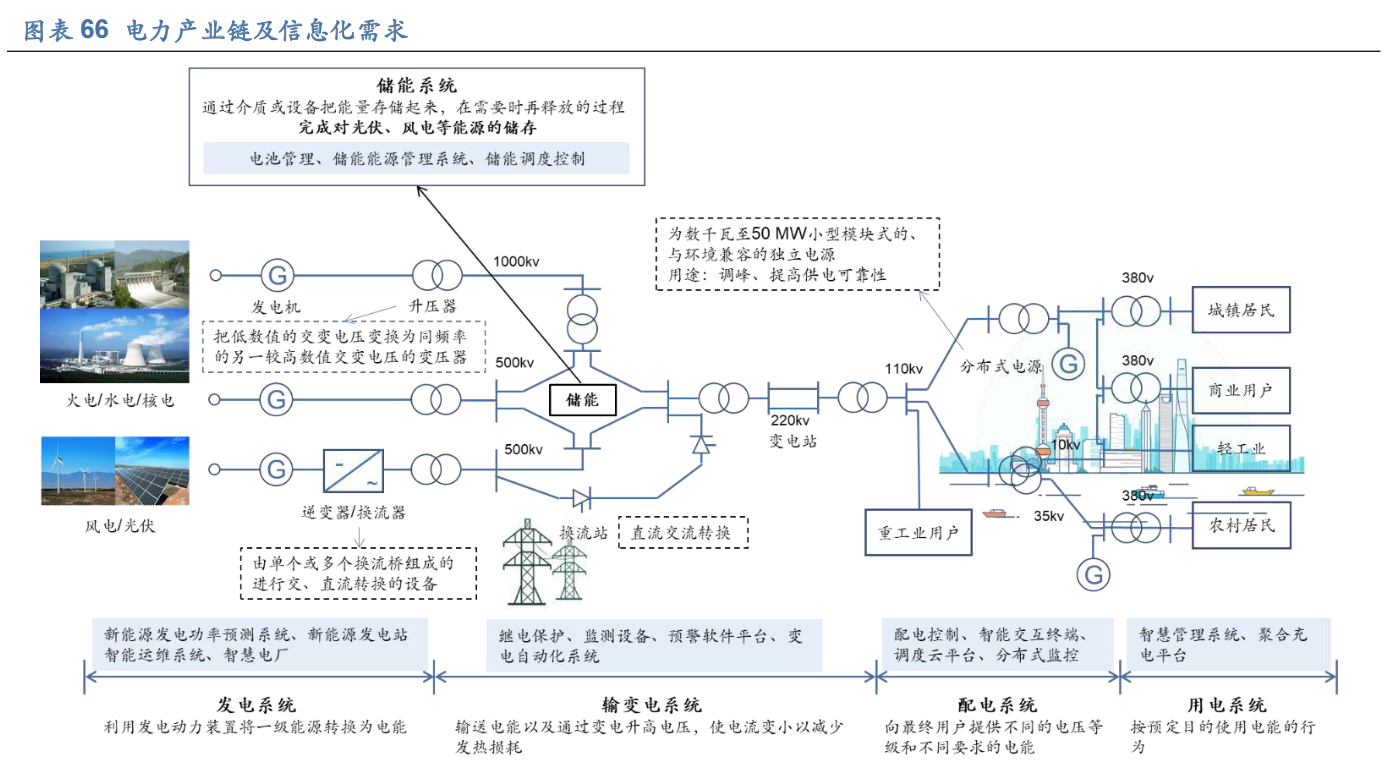 图表 66 电力产业链及信息化需求
储能系统
通过介质或设备把能量存储起来，在需要时再释放的过程
完成对光伏、风电等能源的储存
电池管理、储能能源管理系统、储能调度控制
为数千瓦至50 MW小型模块式的、
与环境兼容的独立电源
用途：调峰、提高供电可靠性
G
1000kv
380v
发电机
升压器
城镇居民
把低数值的交变电压变换为同频率
的另一较高数值交变电压的变压器
500kv
110kv
分布式电源
G
380v
火电/水电/核电
G
储能
商业用户
220kv
变电站
500kv
10kv
轻工业
G
-
~
逆变器/换流器
380v
35kv
风电/光伏
换流站
直流交流转换
重工业用户
农村居民
由单个或多个换流桥组成的
进行交、直流转换的设备
G
新能源发电功率预测系统、新能源发电站
智能运维系统、智慧电厂
继电保护、监测设备、预警软件平台、变
电自动化系统
配电控制、智能交互终端、
调度云平台、分布式监控
智慧管理系统、聚合充
电平台
发电系统
利用发电动力装置将一级能源转换为电能
输变电系统
输送电能以及通过变电升高电压，使电流变小以减少
发热损耗
配电系统
向最终用户提供不同的电压等
级和不同要求的电能
用电系统
按预定目的使用电能的行
为